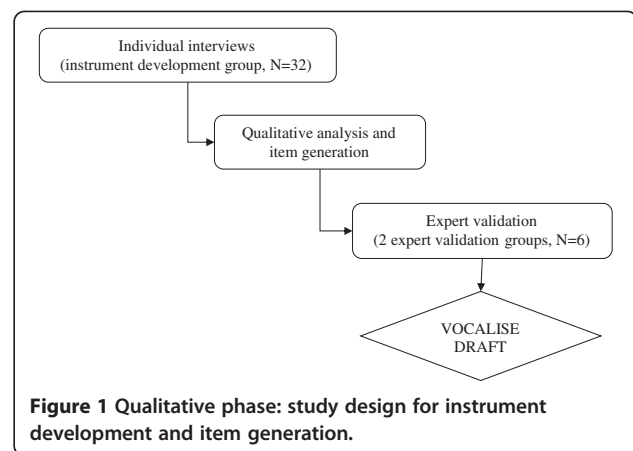 Individual interviews
(instrument development group, N=32)
Qualitative analysis and
item generation
Expert validation
(2 expert validation groups, N=6)
VOCALISE
DRAFT
Figure 1 Qualitative phase: study design for instrument
development and item generation.